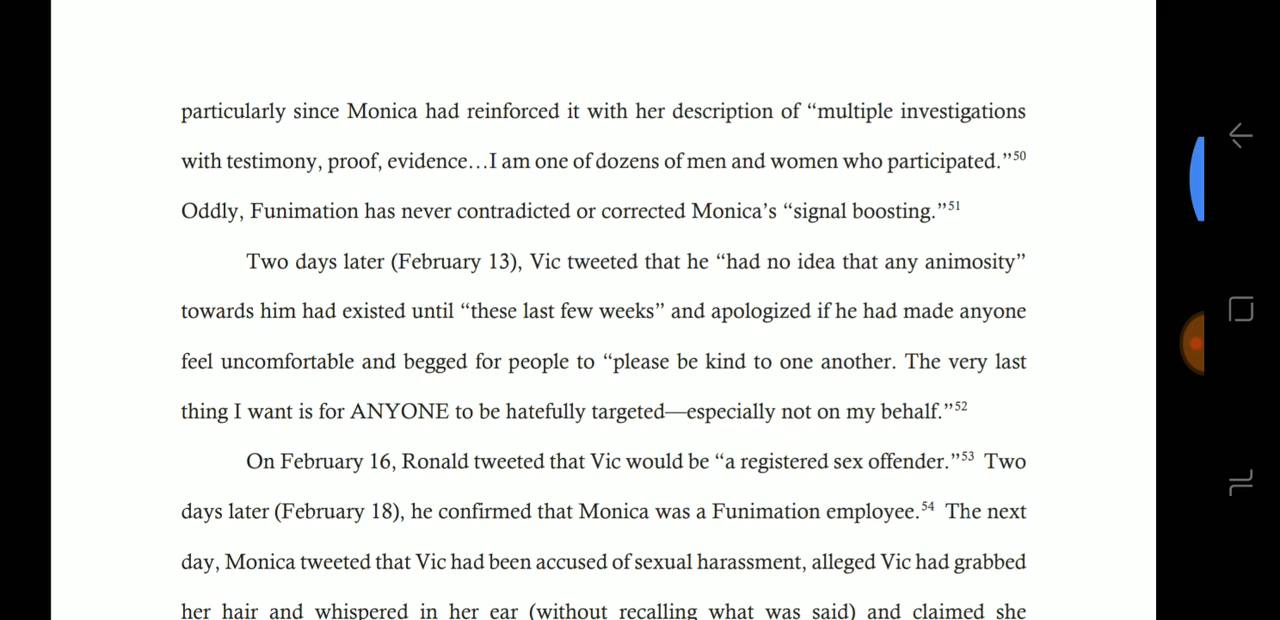 particularly since Monica had reinforced it with her description of “multiple investigations
with testimony, proof, evidence…I am one of dozens of men and women who participated.”50
Oddly, Funimation has never contradicted or corrected Monica’s “signal boosting.”51
Two days later (February 13), Vic tweeted that he “had no idea that any animosity”
towards him had existed until “these last few weeks” and apologized if he had made anyone
feel uncomfortable and begged for people to “please be kind to one another. The very last
thing I want is for ANYONE to be hatefully targeted—especially not on my behalf.”52
On February 16, Ronald tweeted that Vic would be “a registered sex offender.”53 Two
days later (February 18), he confirmed that Monica was a Funimation employee.54 The next
day, Monica tweeted that Vic had been accused of sexual harassment, alleged Vic had grabbed
her hair and whispered in her ear (without recalling what was said) and claimed she